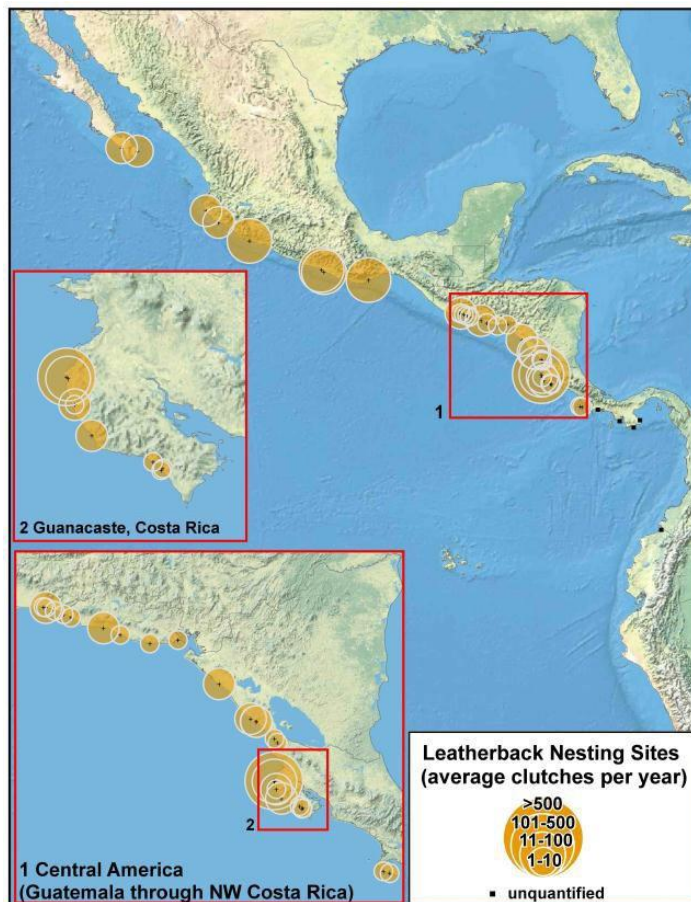 1
2 Guanacaste, Costa Rica
2
1 Central America
(Guatemala through NW Costa Rica)
Leatherback Nesting Sites
(average clutches per year)
>500
101-500
11-100
1-10
unquantified